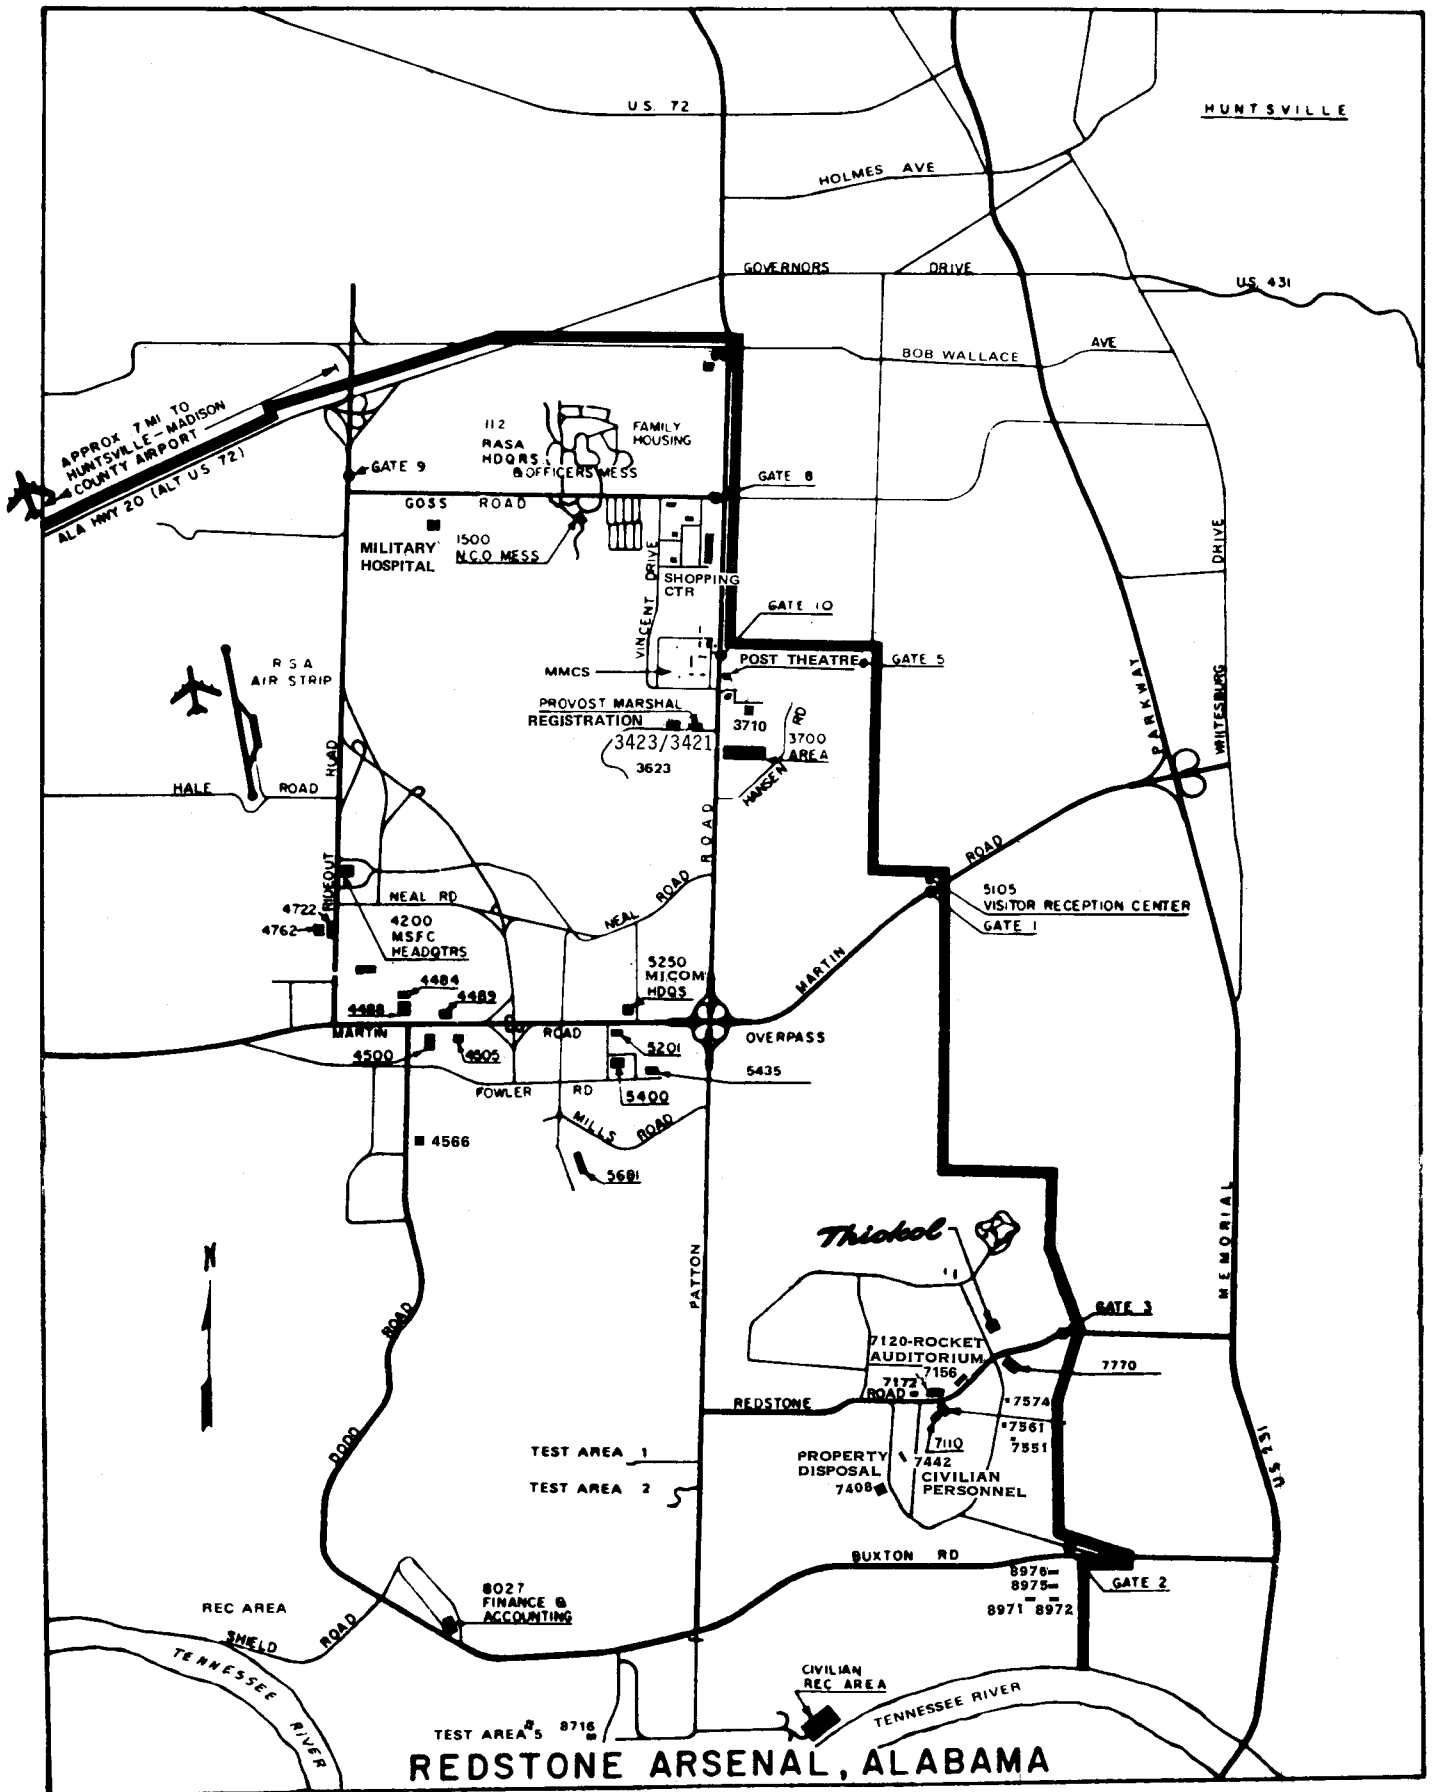 U.S. 72
HUNTSVILLE
HOLMES AVE
GOVERNORS DRIVE
U.S. 431
BOB WALLACE AVE
APPROX 7 MI TO
HUNTSVILLE-MADISON
COUNTY AIRPORT
ALA HWY 20 (ALT US 72)
112
RASA
HDQRS.
& OFFICERS MESS
FAMILY
HOUSING
GATE 9
GATE 8
GOSS ROAD
MILITARY
HOSPITAL
1500
N.C.O MESS
VINCENT DRIVE
SHOPPING
CTR
DRIVE
WHITESBURG
GATE 10
RSA
AIR STRIP
MMCS
POST THEATRE
GATE 5
PARKWAY
PROVOST MARSHAL
REGISTRATION
3423/3421
3623
3710
3700
AREA
HANSEN RD
HALE ROAD
RIDEOUT ROAD
ROAD
MARTIN ROAD
5105
VISITOR RECEPTION CENTER
GATE 1
NEAL RD
NEAL ROAD
4722
4762
4200
MSFC
HEADQTRS
5250
MICOM
HDQS
4484
4488
4489
MARTIN ROAD
OVERPASS
4500
4505
5201
5435
FOWLER RD
5400
MILLS ROAD
4566
5681
Thiokol
N
PATTON
MEMORIAL
GATE 3
DODD ROAD
7120-ROCKET
AUDITORIUM
7156
7770
7172
REDSTONE ROAD
7574
7561
7551
7110
TEST AREA 1
TEST AREA 2
PROPERTY
DISPOSAL
7408
7442
CIVILIAN
PERSONNEL
US 231
BUXTON RD
8976
8975
8971 8972
GATE 2
8027
FINANCE &
ACCOUNTING
REC AREA
SHIELD ROAD
TENNESSEE RIVER
CIVILIAN
REC AREA
TENNESSEE RIVER
TEST AREA 5
8716
REDSTONE ARSENAL, ALABAMA